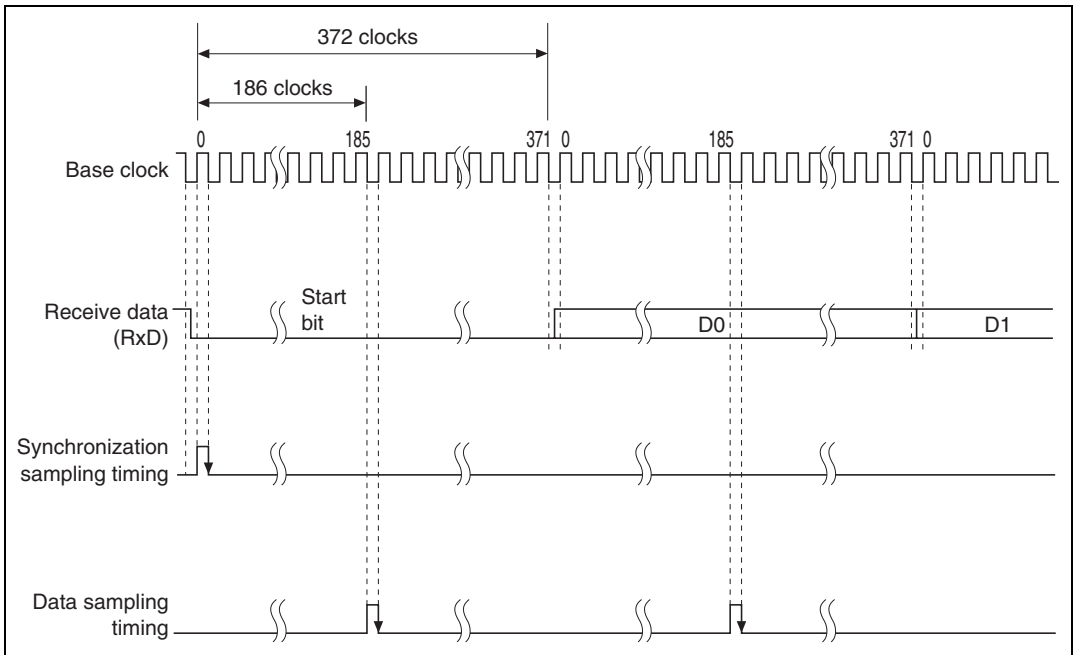 372 clocks
186 clocks
0 185 371 0 185 371 0
Base clock
Receive data
(RxD)
Start
bit
D0
D1
Synchronization
sampling timing
Data sampling
timing